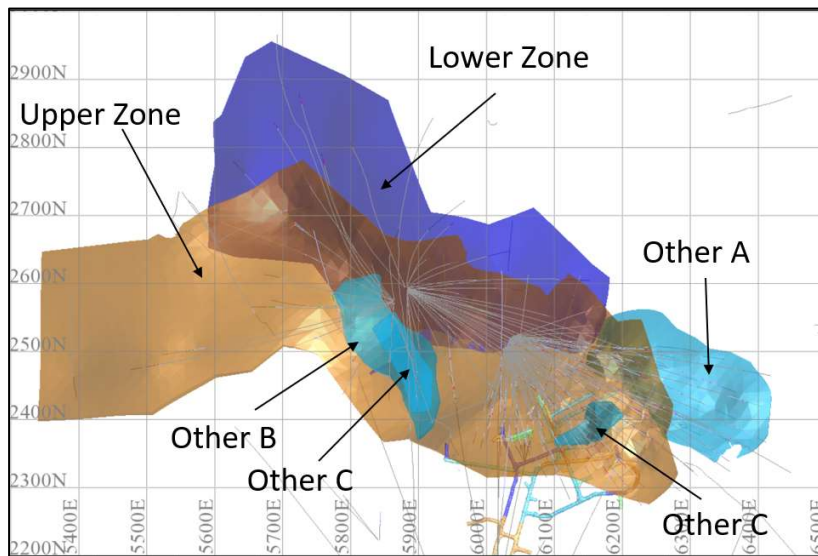 2900N
Lower Zone
Upper Zone
2800N
2700N
Other A
2600N
2500N
Other B
2400N
Other C
2300N
Other C
2200N
5400E
5500E
5600E
5700E
5800E
5900E
6000E
6100E
6200E
6300E